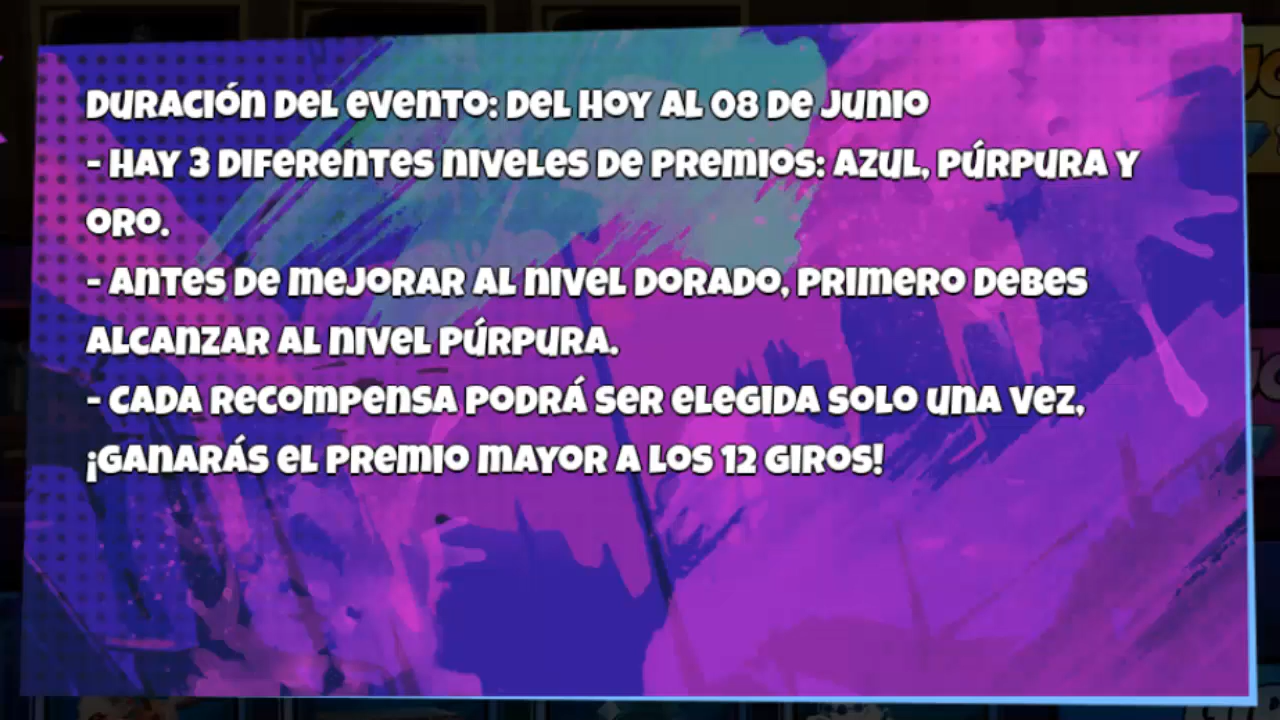 Duración del evento: Del hoy al 08 de junio
- Hay 3 diferentes niveles de premios: azul, púrpura y
oro.
- Antes de mejorar al nivel dorado, primero debes
alcanzar al nivel púrpura.
- Cada recompensa podrá ser elegida solo una vez,
¡ganarás el premio mayor a los 12 giros!